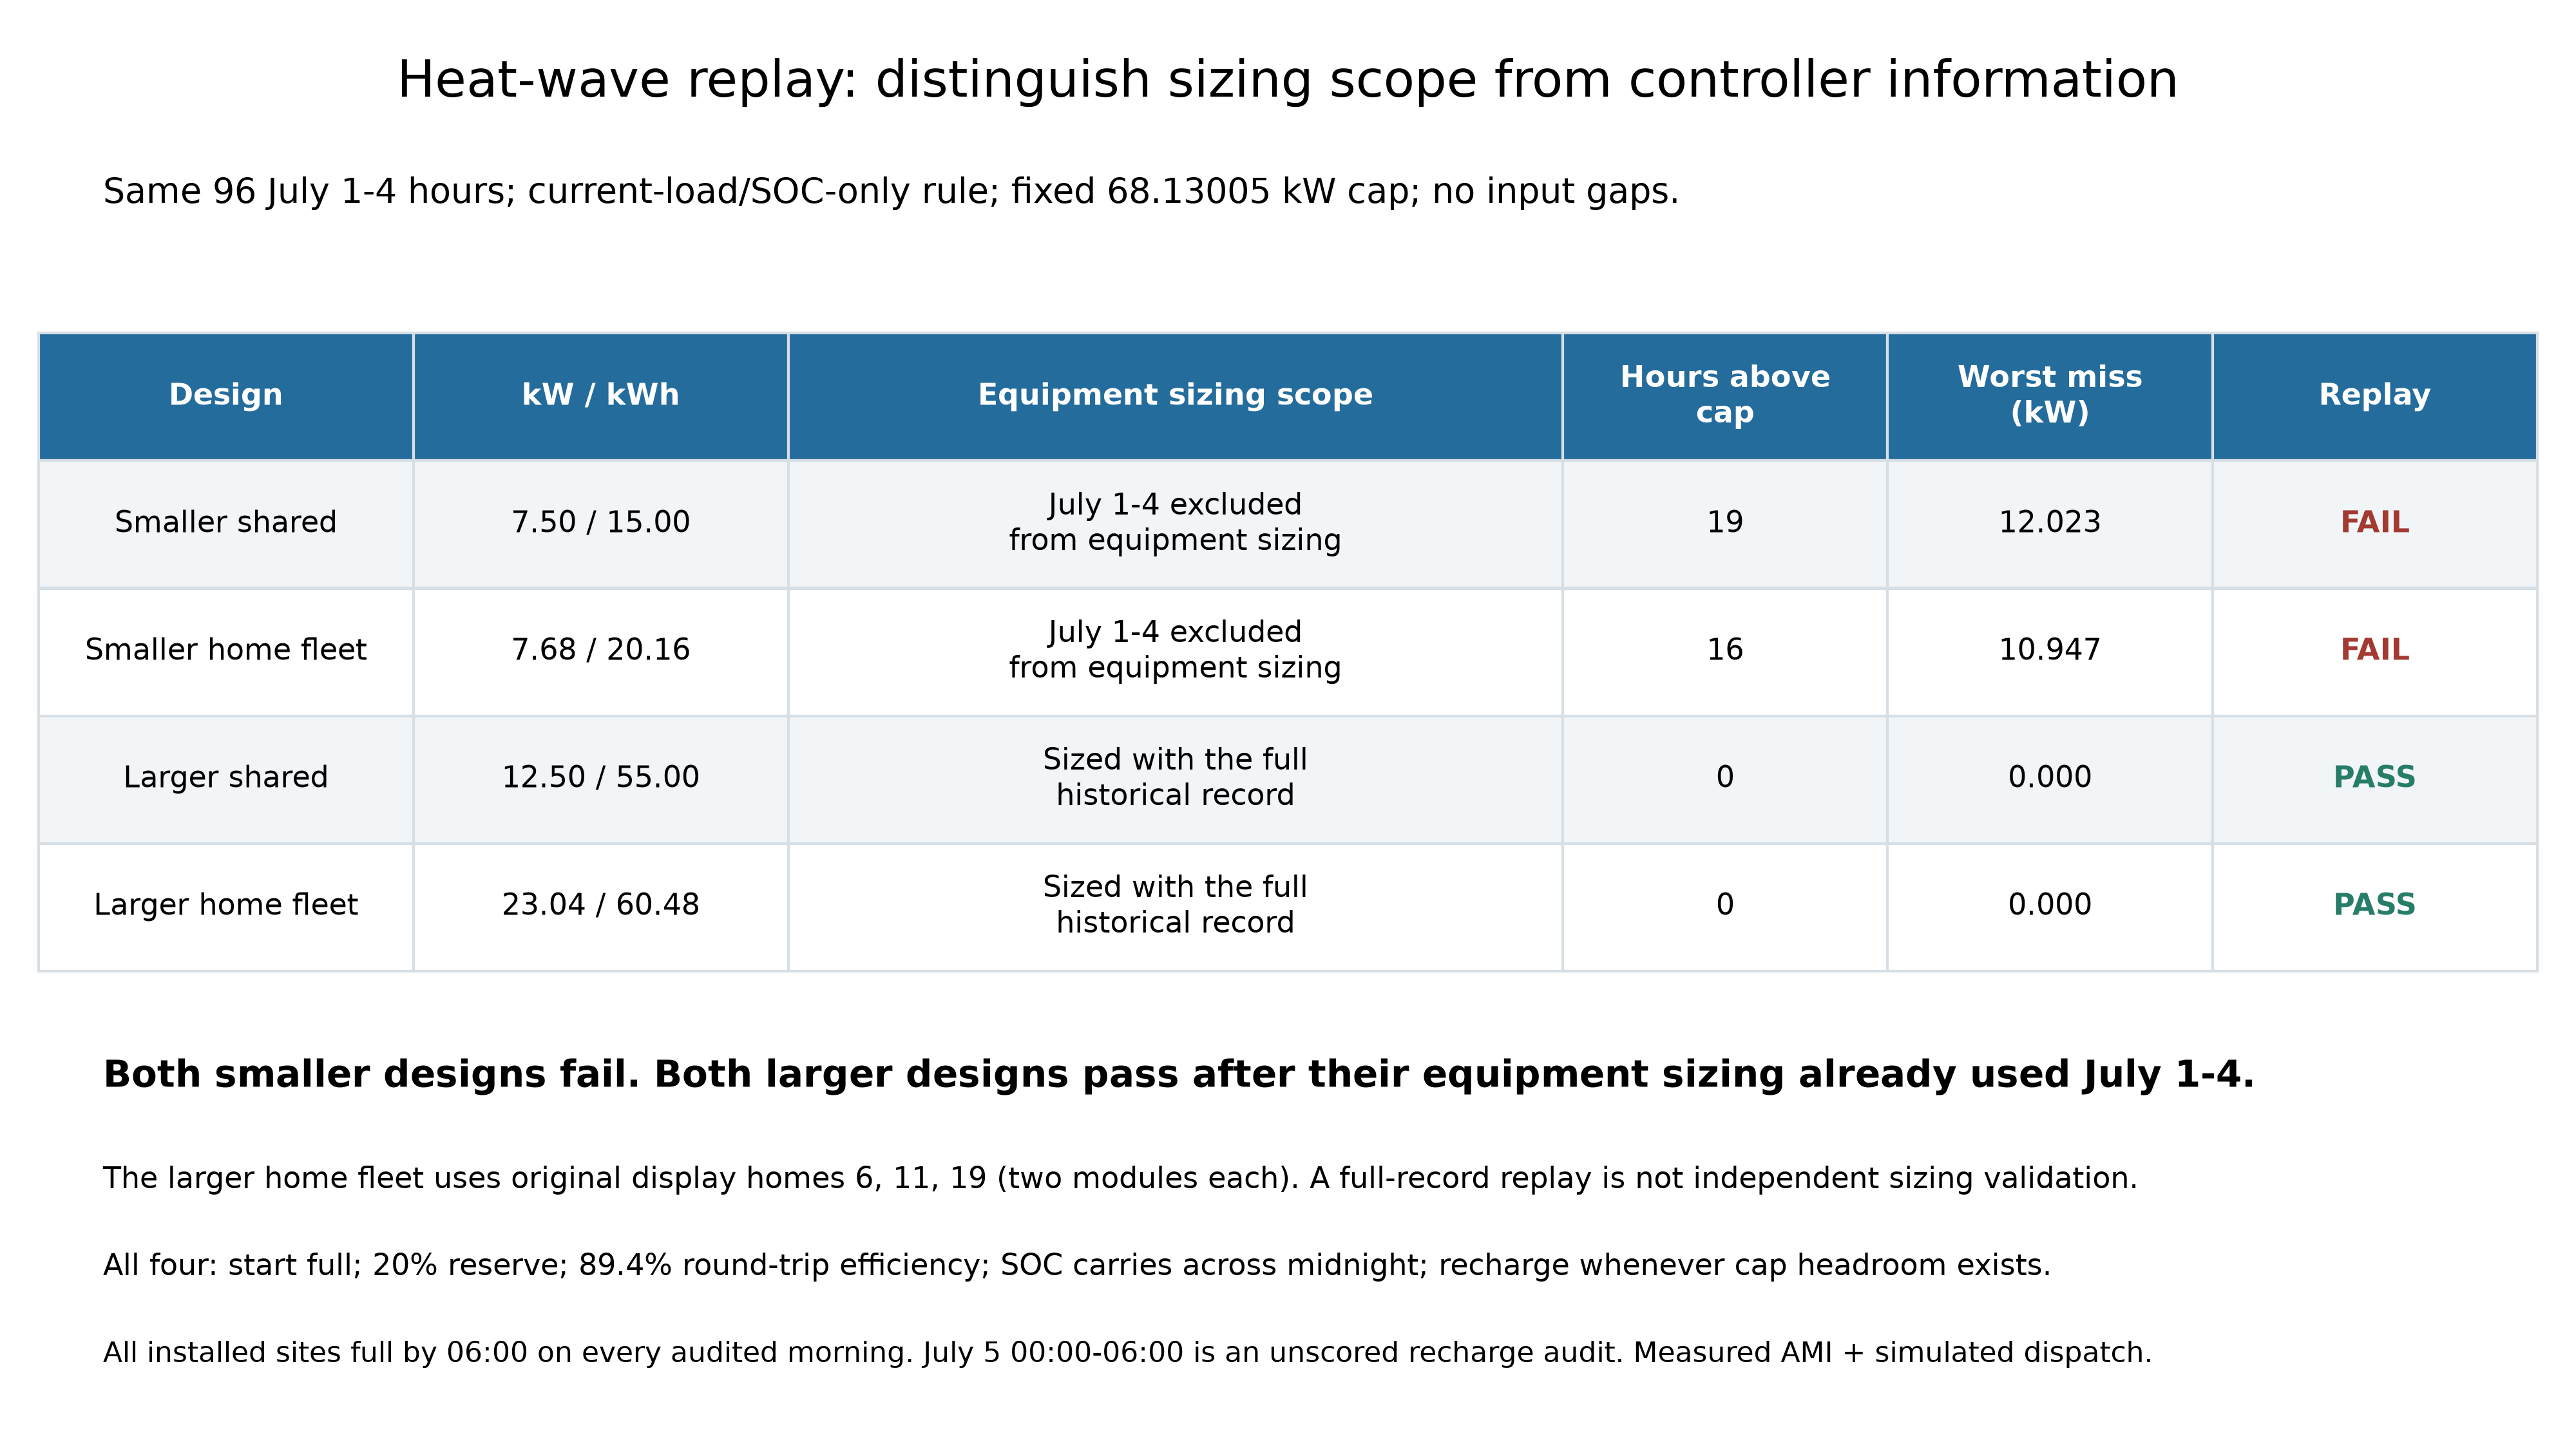 Heat-wave replay: distinguish sizing scope from controller information
Same 96 July 1-4 hours; current-load/SOC-only rule; fixed 68.13005 kW cap; no input gaps.
Design
kW / kWh
Equipment sizing scope
Hours above
cap
Worst miss
(kW)
Replay
Smaller shared
7.50 / 15.00
July 1-4 excluded
from equipment sizing
19
12.023
FAIL
Smaller home fleet
7.68 / 20.16
July 1-4 excluded
from equipment sizing
16
10.947
FAIL
Larger shared
12.50 / 55.00
Sized with the full
historical record
0
0.000
PASS
Larger home fleet
23.04 / 60.48
Sized with the full
historical record
0
0.000
PASS
Both smaller designs fail. Both larger designs pass after their equipment sizing already used July 1-4.
The larger home fleet uses original display homes 6, 11, 19 (two modules each). A full-record replay is not independent sizing validation.
All four: start full; 20% reserve; 89.4% round-trip efficiency; SOC carries across midnight; recharge whenever cap headroom exists.
All installed sites full by 06:00 on every audited morning. July 5 00:00-06:00 is an unscored recharge audit. Measured AMI + simulated dispatch.